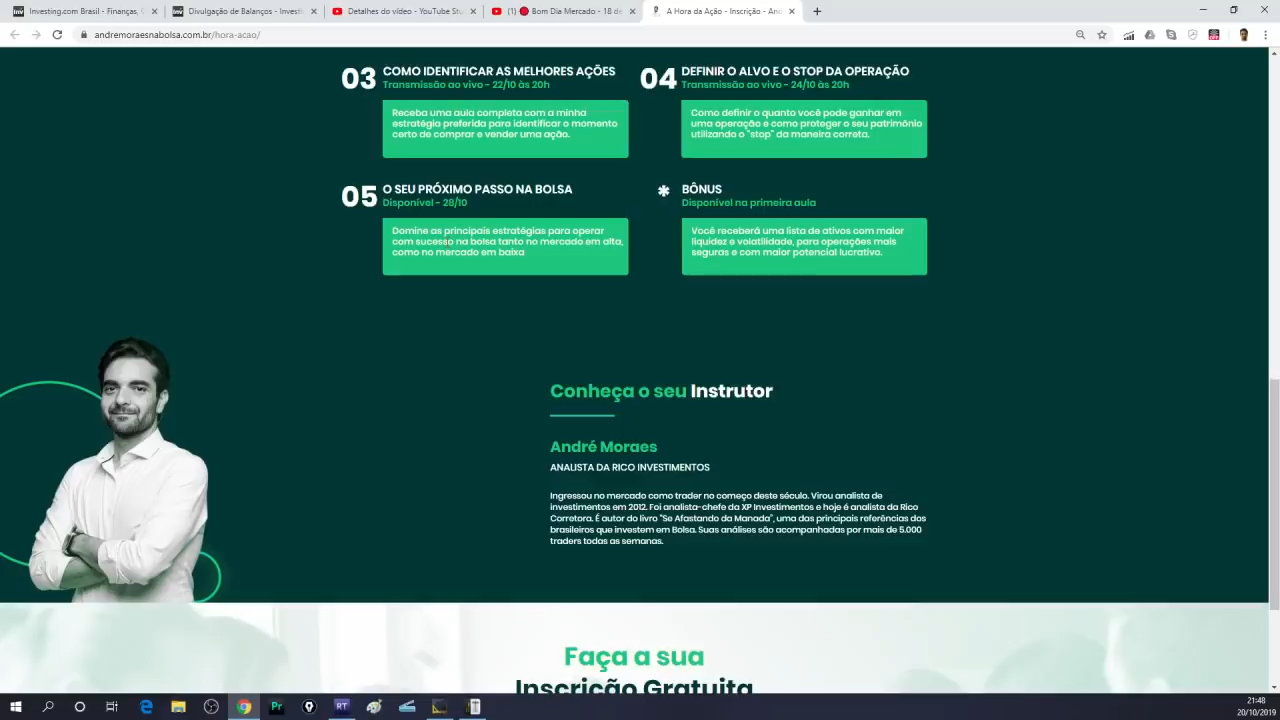 Investing.com Brasil - Finanças, C
Divulgação de Balanços - Investi
Detalhes do vídeo - YouTube Stu
(1) 🔴 Bom Dia Mercado - 18 de
A Hora da Ação - Inscrição - And
andremoraesnabolsa.com.br/hora-acao/
03 COMO IDENTIFICAR AS MELHORES AÇÕES
Transmissão ao vivo - 22/10 às 20h
Receba uma aula completa com a minha
estratégia preferida para identificar o momento
certo de comprar e vender uma ação.
04 DEFINIR O ALVO E O STOP DA OPERAÇÃO
Transmissão ao vivo - 24/10 às 20h
Como definir o quanto você pode ganhar em
uma operação e como proteger o seu patrimônio
utilizando o "stop" da maneira correta.
05 O SEU PRÓXIMO PASSO NA BOLSA
Disponível - 28/10
Domine as principais estratégias para operar
com sucesso na bolsa tanto no mercado em alta,
como no mercado em baixa
* BÔNUS
Disponível na primeira aula
Você receberá uma lista de ativos com maior
liquidez e volatilidade, para operações mais
seguras e com maior potencial lucrativo.
Conheça o seu Instrutor
André Moraes
ANALISTA DA RICO INVESTIMENTOS
Ingressou no mercado como trader no começo deste século. Virou analista de
investimentos em 2012. Foi analista-chefe da XP Investimentos e hoje é analista da Rico
Corretora. É autor do livro "Se Afastando da Manada", uma das principais referências dos
brasileiros que investem em Bolsa. Suas análises são acompanhadas por mais de 5.000
traders todas as semanas.
Faça a sua
Inscrição Gratuita
21:48
20/10/2019